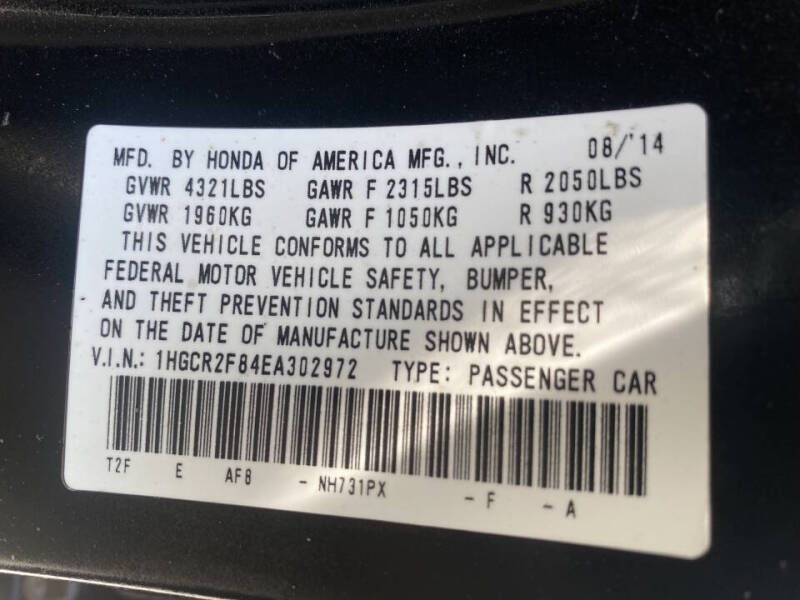 MFD. BY HONDA OF AMERICA MFG., INC. 08/'14
GVWR 4321LBS GAWR F 2315LBS R 2050LBS
GVWR 1960KG GAWR F 1050KG R 930KG
THIS VEHICLE CONFORMS TO ALL APPLICABLE
FEDERAL MOTOR VEHICLE SAFETY, BUMPER,
AND THEFT PREVENTION STANDARDS IN EFFECT
ON THE DATE OF MANUFACTURE SHOWN ABOVE.
V.I.N.: 1HGCR2F84EA302972 TYPE: PASSENGER CAR
T2F E AF8 - NH731PX - F - A